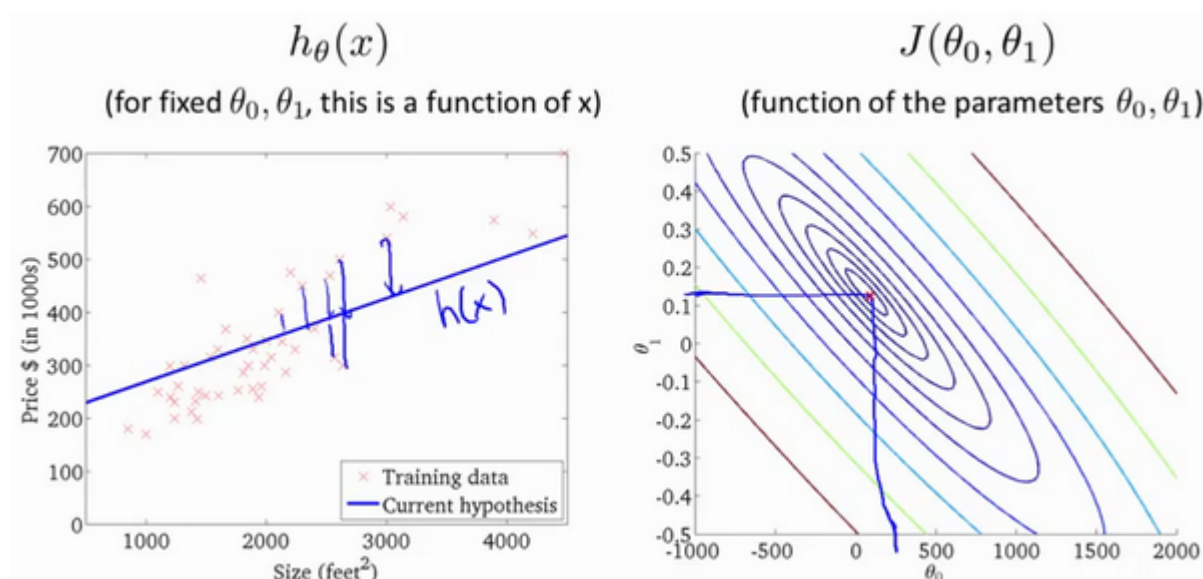 h_θ(x)
(for fixed θ₀, θ₁, this is a function of x)
700
600
500
400
300
200
100
0
Price $ (in 1000s)
1000 2000 3000 4000
Size (feet²)
h(x)
Training data
Current hypothesis
J(θ₀, θ₁)
(function of the parameters θ₀, θ₁)
0.5
0.4
0.3
0.2
0.1
0
-0.1
-0.2
-0.3
-0.4
-0.5
θ₁
-1000 -500 0 500 1000 1500 2000
θ₀